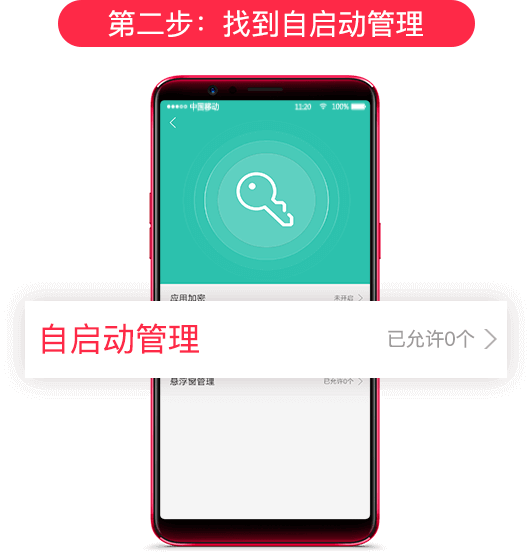 第二步：找到自启动管理
中国移动 11:20 100%
应用加密 未开启
自启动管理 已允许0个
悬浮窗管理 已允许0个